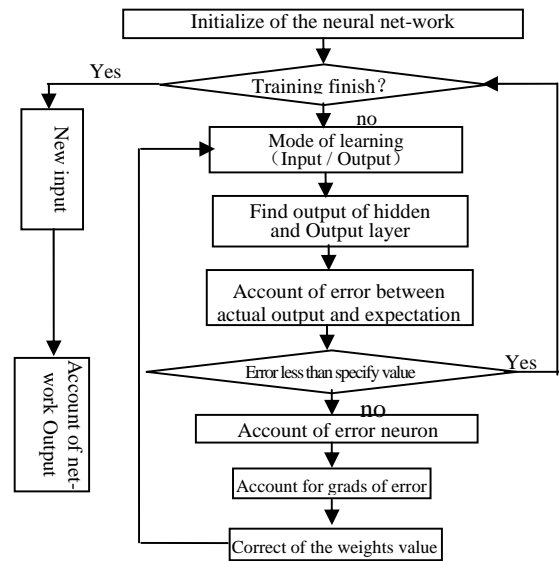 Initialize of the neural net-work
Yes
Training finish?
no
New input
Mode of learning
（Input / Output）
Find output of hidden
and Output layer
Account of error between
actual output and expectation
Error less than specify value
Yes
no
Account of net-
work Output
Account of error neuron
Account for grads of error
Correct of the weights value